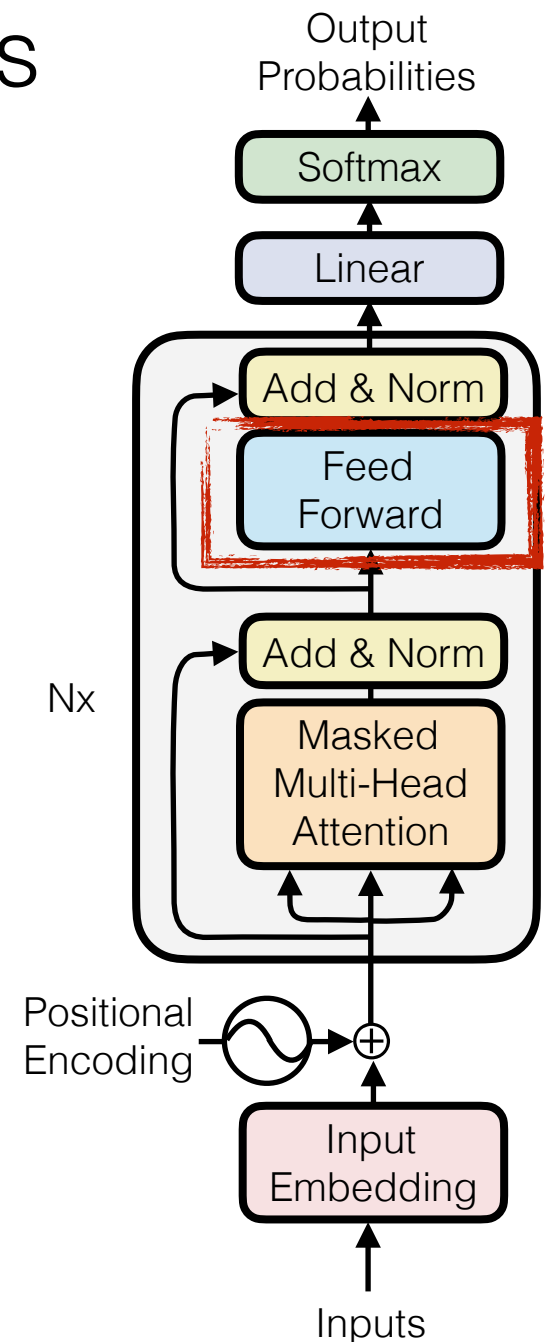 s
Output
Probabilities
Softmax
Linear
Add & Norm
Feed
Forward
Add & Norm
Nx
Masked
Multi-Head
Attention
Positional
Encoding
Input
Embedding
Inputs